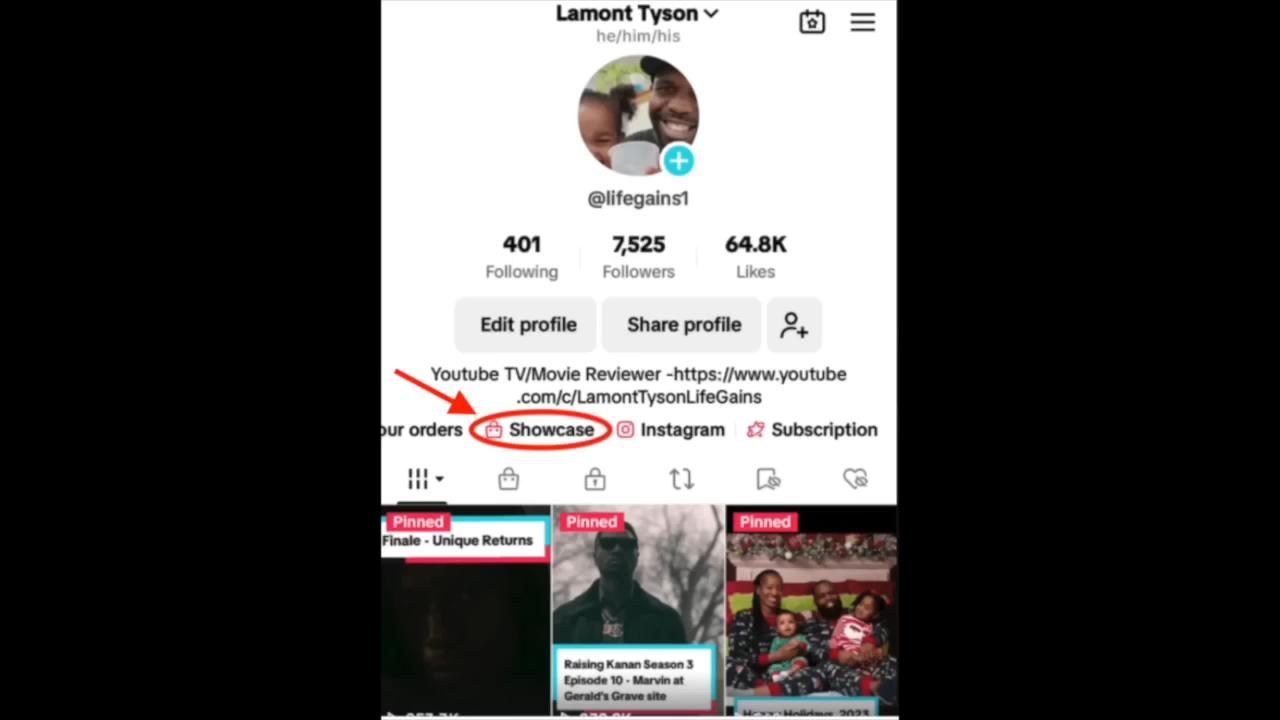 Lamont Tyson
he/him/his
@lifegains1
401 7,525 64.8K
Following Followers Likes
Edit profile Share profile
Youtube TV/Movie Reviewer -https://www.youtube
.com/c/LamontTysonLifeGains
our orders Showcase Instagram Subscription
Pinned Pinned Pinned
Finale - Unique Returns
Raising Kanan Season 3
Episode 10 - Marvin at
Gerald's Grave site
Holidays 2023